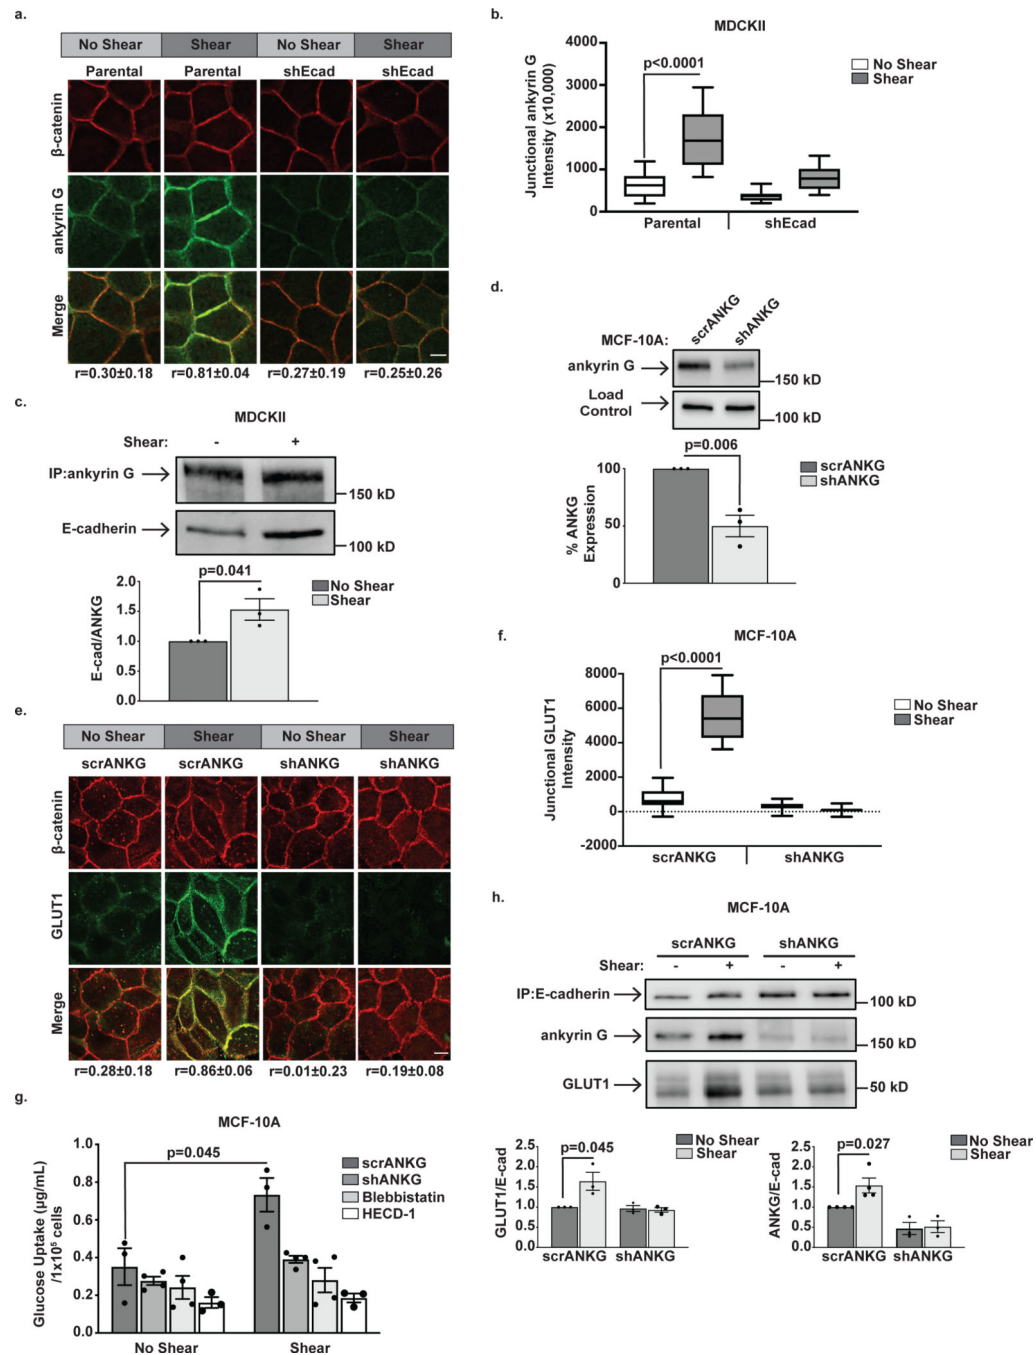 a.
No Shear Shear No Shear Shear
Parental Parental shEcad shEcad
β-catenin
ankyrin G
Merge
r=0.30±0.18 r=0.81±0.04 r=0.27±0.19 r=0.25±0.26
b.
MDCKII
Junctional ankyrin G
Intensity (x10,000)
4000
3000
2000
1000
0
p<0.0001
No Shear
Shear
Parental shEcad
c.
MDCKII
Shear: - +
IP:ankyrin G
150 kD
E-cadherin
100 kD
p=0.041
No Shear
Shear
E-cad/ANKG
2.0
1.5
1.0
0.5
0.0
d.
MCF-10A: scrANKG shANKG
ankyrin G
150 kD
Load
Control
100 kD
p=0.006
scrANKG
shANKG
% ANKG
Expression
100
50
0
e.
No Shear Shear No Shear Shear
scrANKG scrANKG shANKG shANKG
β-catenin
GLUT1
Merge
r=0.28±0.18 r=0.86±0.06 r=0.01±0.23 r=0.19±0.08
f.
MCF-10A
Junctional GLUT1
Intensity
8000
6000
4000
2000
0
-2000
p<0.0001
No Shear
Shear
scrANKG shANKG
g.
MCF-10A
Glucose Uptake (µg/mL)
/1x10⁵ cells
1.0
0.8
0.6
0.4
0.2
0.0
p=0.045
scrANKG
shANKG
Blebbistatin
HECD-1
No Shear Shear
h.
MCF-10A
scrANKG shANKG
Shear: - + - +
IP:E-cadherin
100 kD
ankyrin G
150 kD
GLUT1
50 kD
GLUT1/E-cad
2.5
2.0
1.5
1.0
0.5
0.0
p=0.045
No Shear
Shear
scrANKG shANKG
ANKG/E-cad
2.5
2.0
1.5
1.0
0.5
0.0
p=0.027
No Shear
Shear
scrANKG shANKG